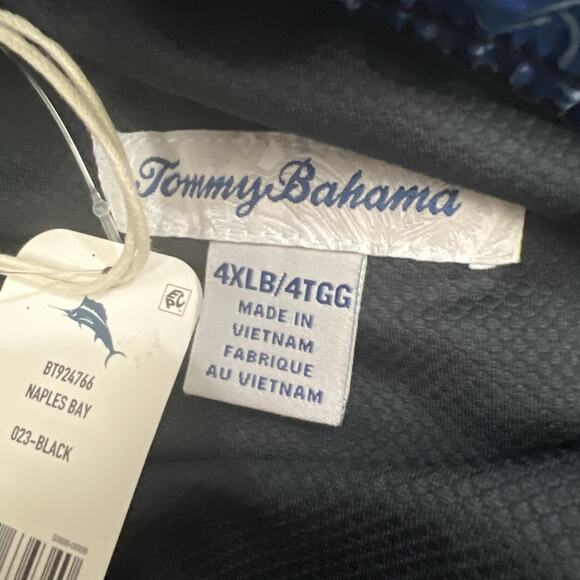 Tommy Bahama
4XLB/4TGG
MADE IN
VIETNAM
FABRIQUE
AU VIETNAM
BT924766
NAPLES BAY
023-BLACK